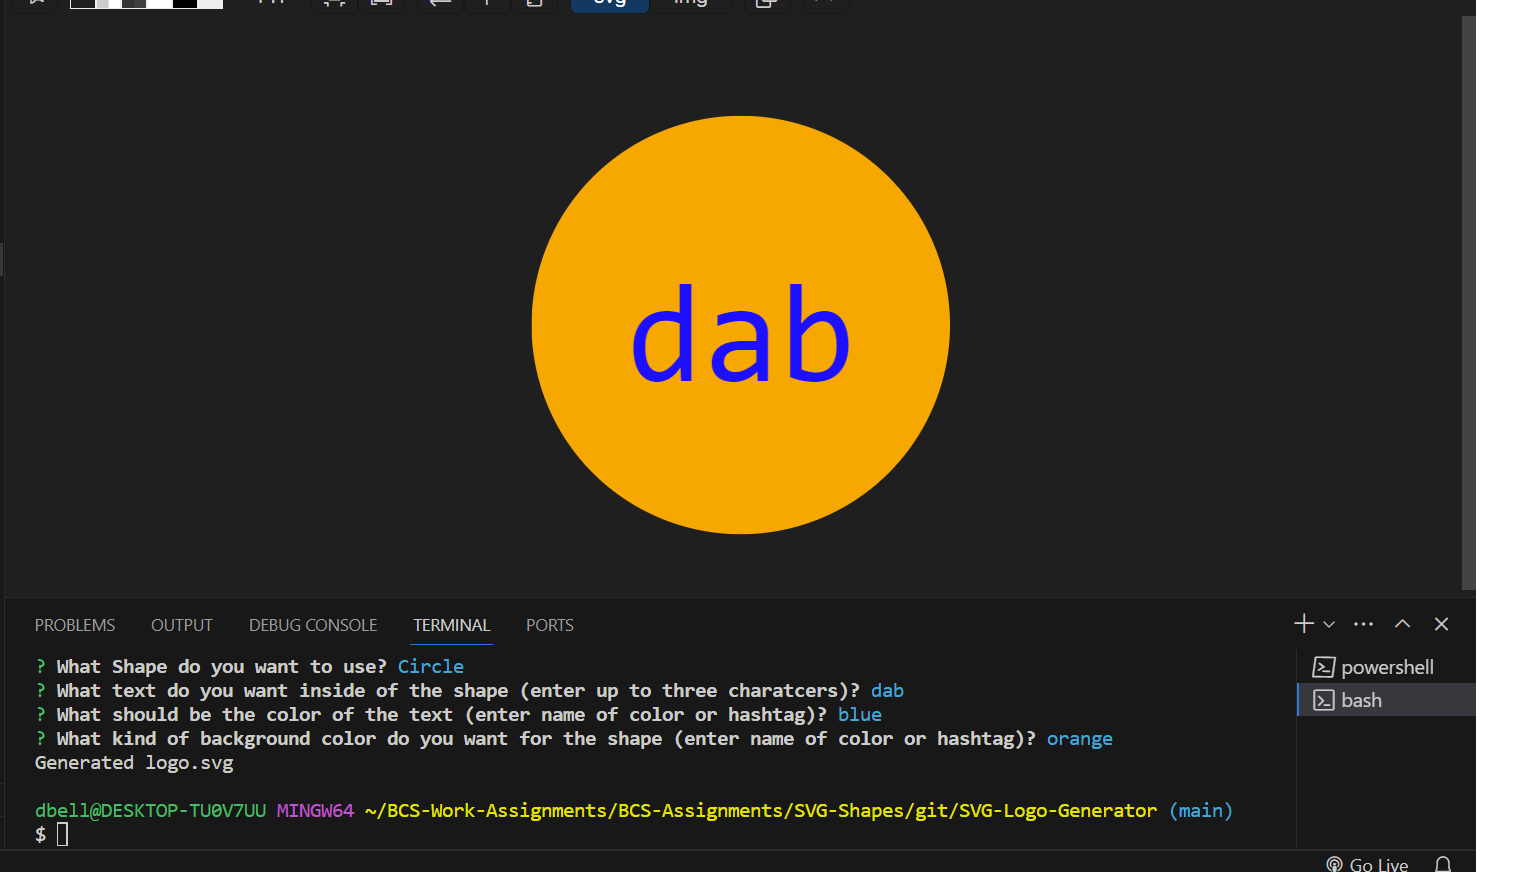 svg img
dab
PROBLEMS OUTPUT DEBUG CONSOLE TERMINAL PORTS
? What Shape do you want to use? Circle
? What text do you want inside of the shape (enter up to three charatcers)? dab
? What should be the color of the text (enter name of color or hashtag)? blue
? What kind of background color do you want for the shape (enter name of color or hashtag)? orange
Generated logo.svg
dbell@DESKTOP-TU0V7UU MINGW64 ~/BCS-Work-Assignments/BCS-Assignments/SVG-Shapes/git/SVG-Logo-Generator (main)
$
powershell
bash
Go Live